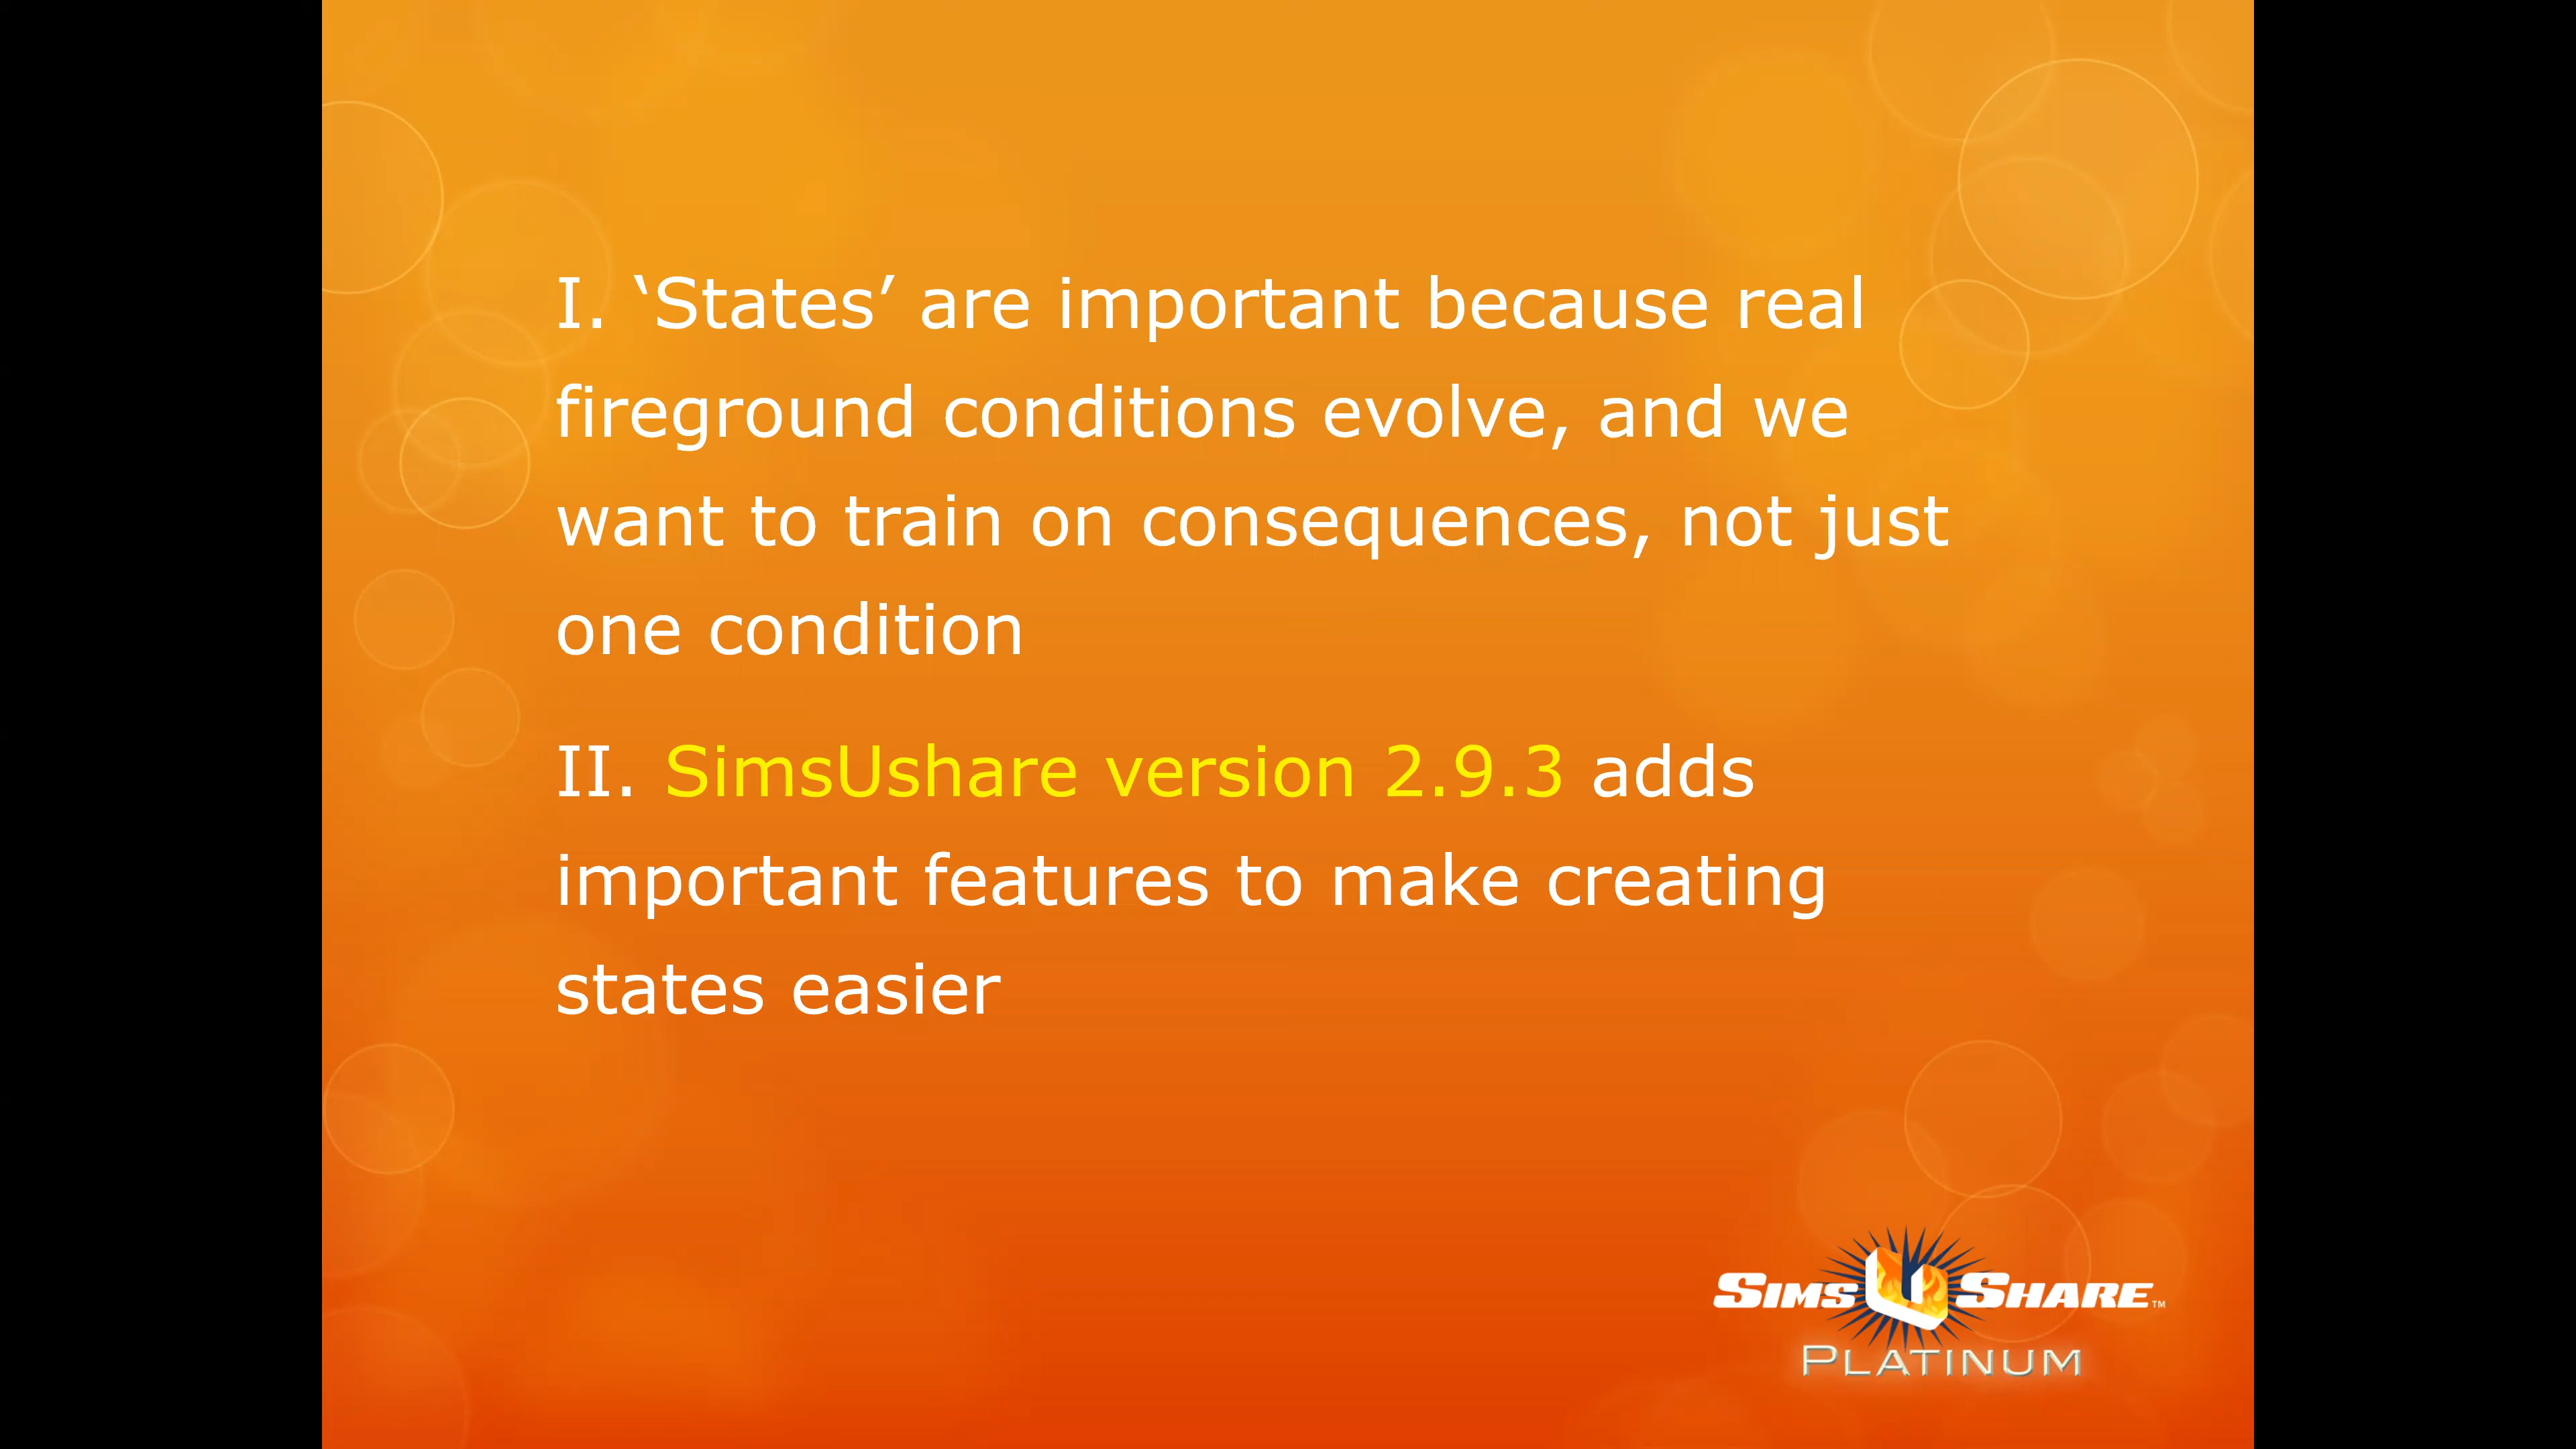 I. ‘States’ are important because real
fireground conditions evolve, and we
want to train on consequences, not just
one condition
II. SimsUshare version 2.9.3 adds
important features to make creating
states easier
SIMS U SHARE™
PLATINUM